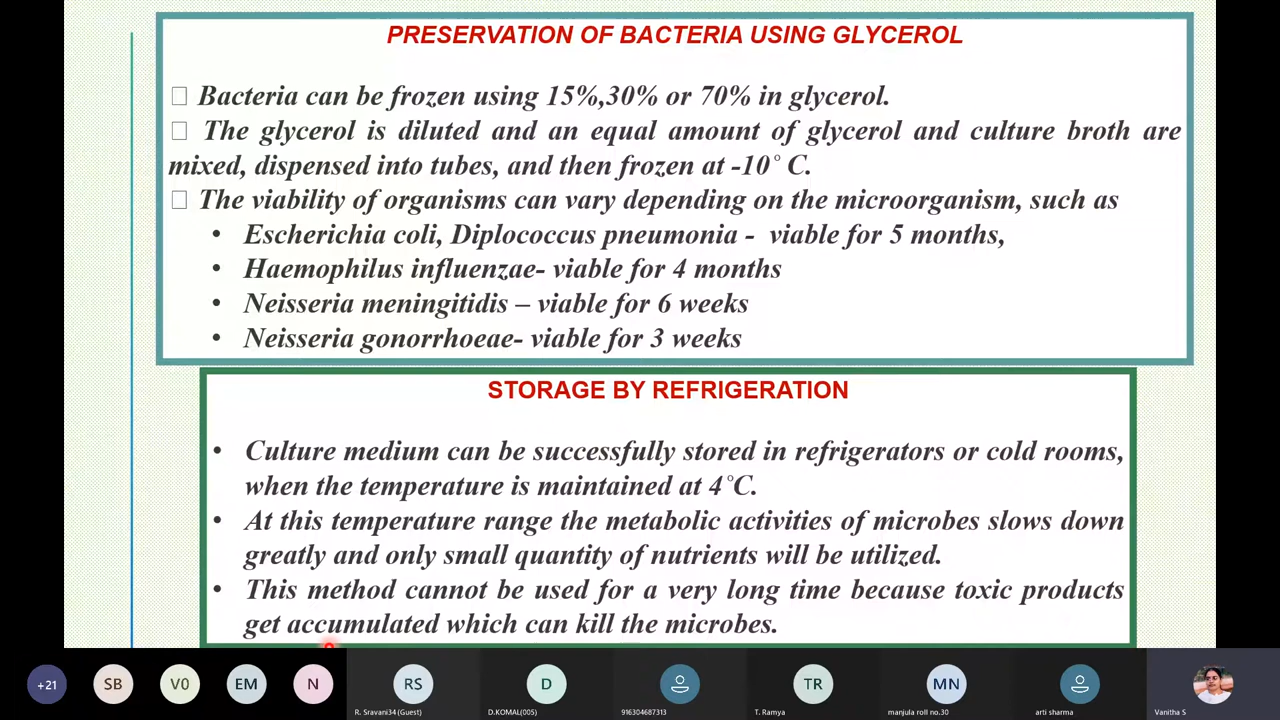 PRESERVATION OF BACTERIA USING GLYCEROL
Bacteria can be frozen using 15%,30% or 70% in glycerol.
The glycerol is diluted and an equal amount of glycerol and culture broth are
mixed, dispensed into tubes, and then frozen at -10° C.
The viability of organisms can vary depending on the microorganism, such as
• Escherichia coli, Diplococcus pneumonia - viable for 5 months,
• Haemophilus influenzae- viable for 4 months
• Neisseria meningitidis – viable for 6 weeks
• Neisseria gonorrhoeae- viable for 3 weeks
STORAGE BY REFRIGERATION
• Culture medium can be successfully stored in refrigerators or cold rooms,
when the temperature is maintained at 4°C.
• At this temperature range the metabolic activities of microbes slows down
greatly and only small quantity of nutrients will be utilized.
• This method cannot be used for a very long time because toxic products
get accumulated which can kill the microbes.
+21 SB V0 EM N RS D TR MN
R. Sravani34 (Guest) D.KOMAL(005) 916304687313 T. Ramya manjula roll no.30 arti sharma Vanitha S